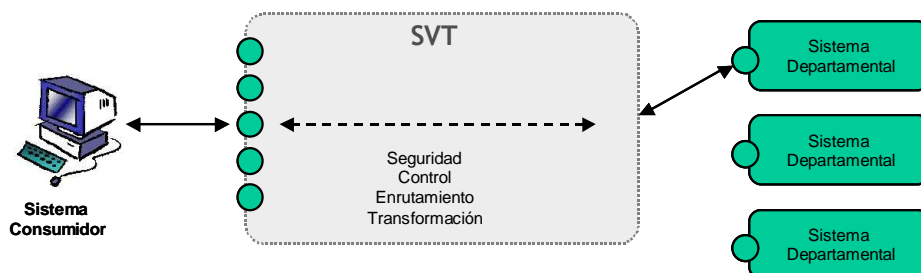 SVT
Sistema
Consumidor
Seguridad
Control
Enrutamiento
Transformación
Sistema
Departamental
Sistema
Departamental
Sistema
Departamental